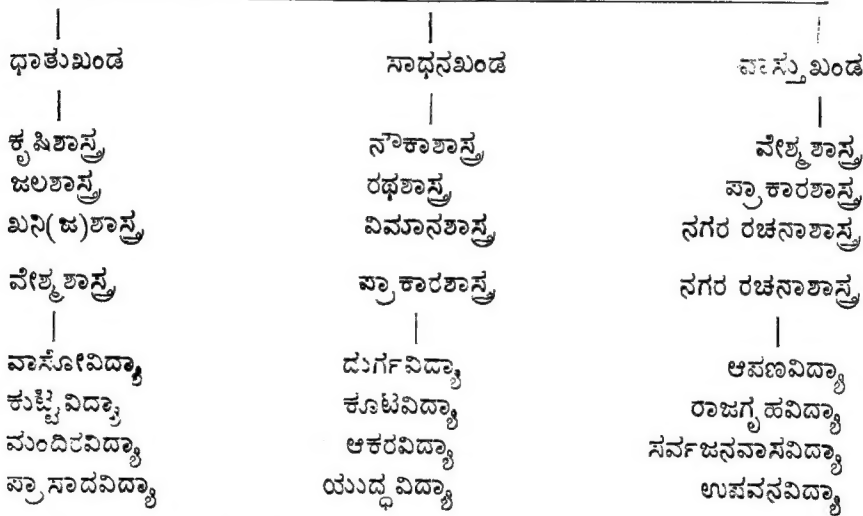 ಧಾತುಖಂಡ ಸಾಧನಖಂಡ ವಾಸ್ತುಖಂಡ
ಕೃಷಿಶಾಸ್ತ್ರ ನೌಕಾಶಾಸ್ತ್ರ ವೇಶ್ಮಶಾಸ್ತ್ರ
ಜಲಶಾಸ್ತ್ರ ರಥಶಾಸ್ತ್ರ ಪ್ರಾಕಾರಶಾಸ್ತ್ರ
ಖನಿ(ಜ)ಶಾಸ್ತ್ರ ವಿಮಾನಶಾಸ್ತ್ರ ನಗರ ರಚನಾಶಾಸ್ತ್ರ
ವೇಶ್ಮಶಾಸ್ತ್ರ ಪ್ರಾಕಾರಶಾಸ್ತ್ರ ನಗರ ರಚನಾಶಾಸ್ತ್ರ
ವಾಸೋವಿದ್ಯಾ ದುರ್ಗವಿದ್ಯಾ ಆಪಣವಿದ್ಯಾ
ಕುಟ್ಟಿವಿದ್ಯಾ ಕೂಟವಿದ್ಯಾ ರಾಜಗೃಹವಿದ್ಯಾ
ಮಂದಿರವಿದ್ಯಾ ಆಕರವಿದ್ಯಾ ಸರ್ವಜನವಾಸವಿದ್ಯಾ
ಪ್ರಾಸಾದವಿದ್ಯಾ ಯುದ್ಧವಿದ್ಯಾ ಉಪವನವಿದ್ಯಾ